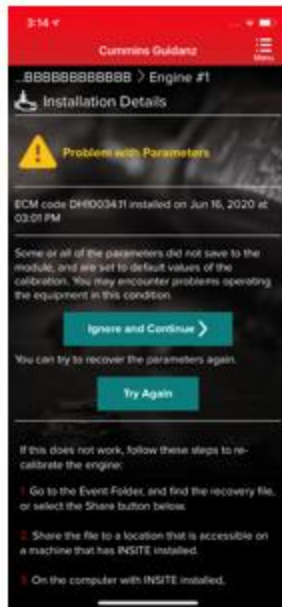 3:14
Cummins Guidanz
Menu
...BBBBBBBBBBBB > Engine #1
Installation Details
Problem with Parameters
ECM code DH10034.11 installed on Jun 16, 2020 at
03:01 PM
Some or all of the parameters did not save to the
module, and are set to default values of the
calibration. You may encounter problems operating
the equipment in this condition.
Ignore and Continue
You can try to recover the parameters again.
Try Again
If this does not work, follow these steps to re-
calibrate the engine:
1. Go to the Event Folder, and find the recovery file,
or select the Share button below.
2. Share the file to a location that is accessible on
a machine that has INSITE installed.
3. On the computer with INSITE installed,